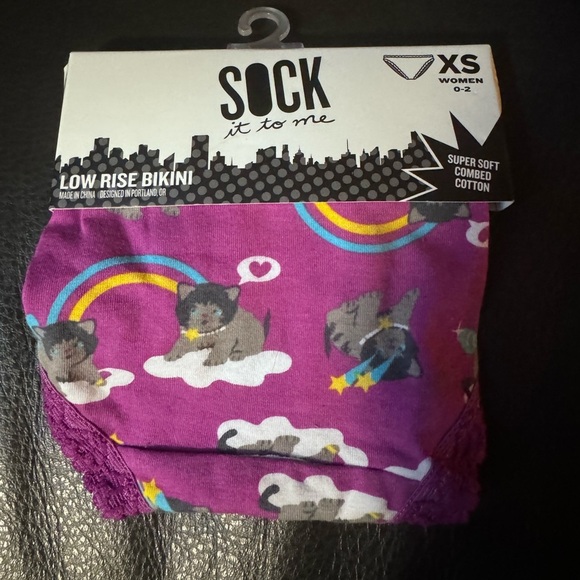 SOCK
it to me
XS
WOMEN
0-2
LOW RISE BIKINI
MADE IN CHINA | DESIGNED IN PORTLAND, OR
SUPER SOFT
COMBED
COTTON